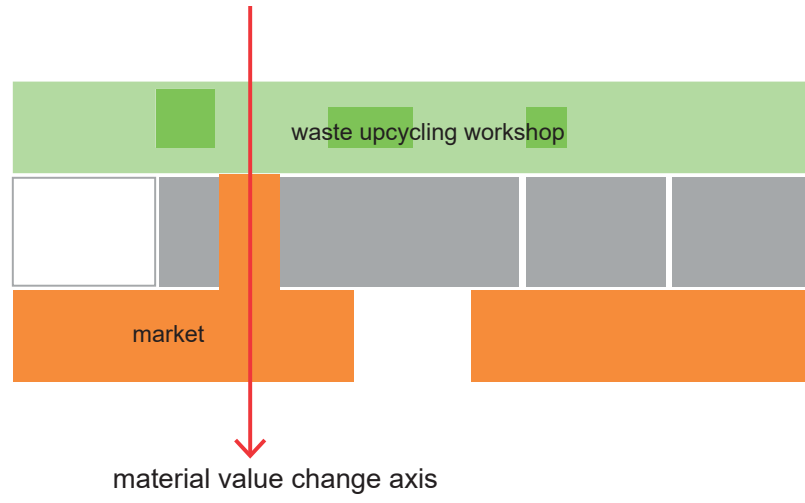 waste upcycling workshop
market
material value change axis